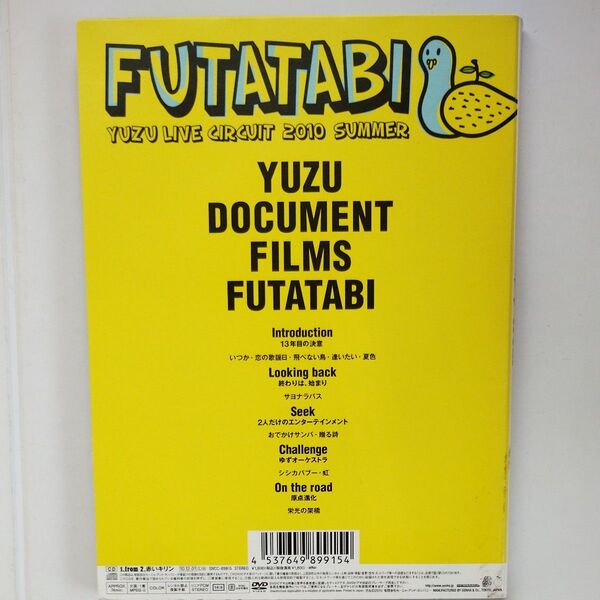 FUTATABI
YUZU LIVE CIRCUIT 2010 SUMMER
YUZU
DOCUMENT
FILMS
FUTATABI
Introduction
13年目の決意
いつか・恋の歌謡日・飛べない鳥・逢いたい・夏色
Looking back
終わりは、始まり
サヨナラバス
Seek
2人だけのエンターテインメント
おでかけサンバ・贈る詩
Challenge
ゆずオーケストラ
シシカバブー・虹
On the road
原点進化
栄光の架橋
CD 1.from 2.赤いキリン
STEREO
4 537649 899154
COLOR
STEREO
DVD